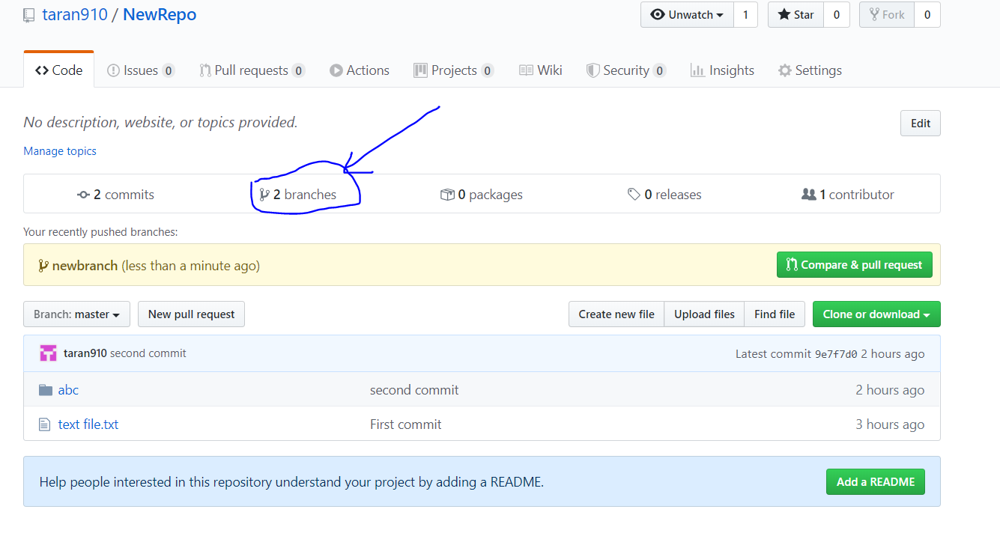 taran910 / NewRepo Unwatch 1 Star 0 Fork 0
Code Issues 0 Pull requests 0 Actions Projects 0 Wiki Security 0 Insights Settings
No description, website, or topics provided. Edit
Manage topics
2 commits 2 branches 0 packages 0 releases 1 contributor
Your recently pushed branches:
newbranch (less than a minute ago) Compare & pull request
Branch: master New pull request Create new file Upload files Find file Clone or download
taran910 second commit Latest commit 9e7f7d0 2 hours ago
abc second commit 2 hours ago
text file.txt First commit 3 hours ago
Help people interested in this repository understand your project by adding a README. Add a README